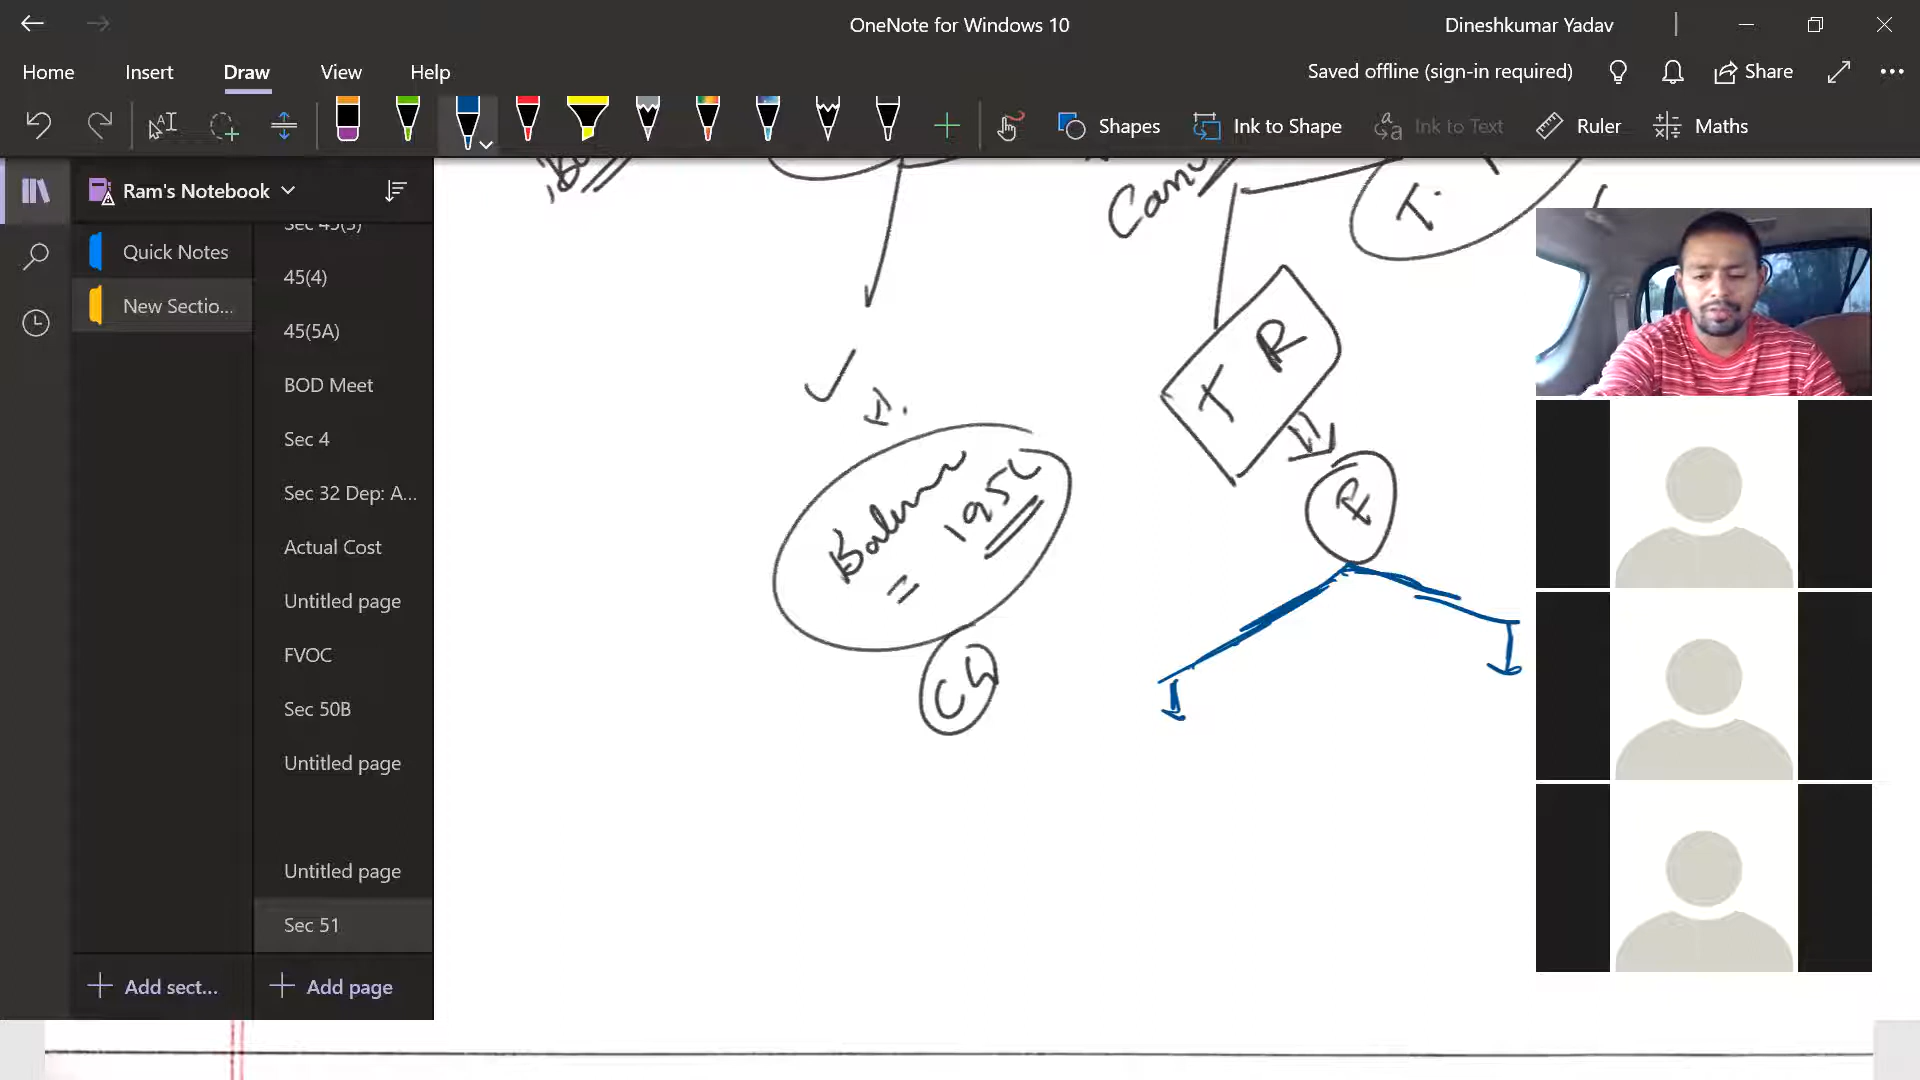 OneNote for Windows 10
Dineshkumar Yadav
Home
Insert
Draw
View
Help
Saved offline (sign-in required)
Share
Shapes
Ink to Shape
Ink to Text
Ruler
Maths
Ram's Notebook
Quick Notes
New Sectio...
Sec 45(5)
45(4)
45(5A)
BOD Meet
Sec 4
Sec 32 Dep: A...
Actual Cost
Untitled page
FVOC
Sec 50B
Untitled page
Untitled page
Sec 51
Add sect...
Add page
T.
T R